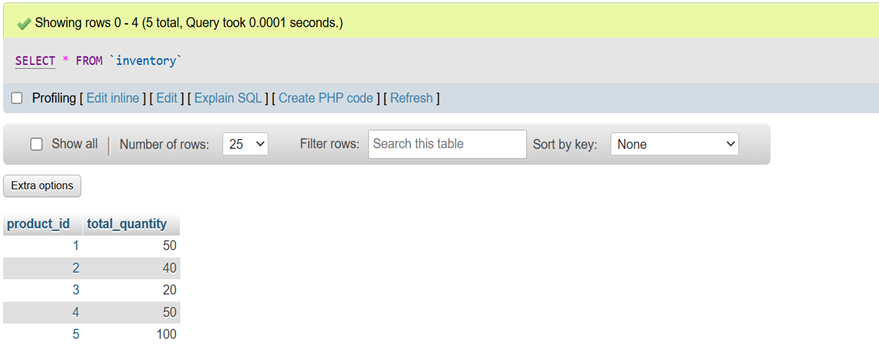 Showing rows 0 - 4 (5 total, Query took 0.0001 seconds.)
SELECT * FROM `inventory`
Profiling [ Edit inline ] [ Edit ] [ Explain SQL ] [ Create PHP code ] [ Refresh ]
Show all Number of rows: 25 Filter rows: Search this table Sort by key: None
Extra options
product_id total_quantity
1 50
2 40
3 20
4 50
5 100